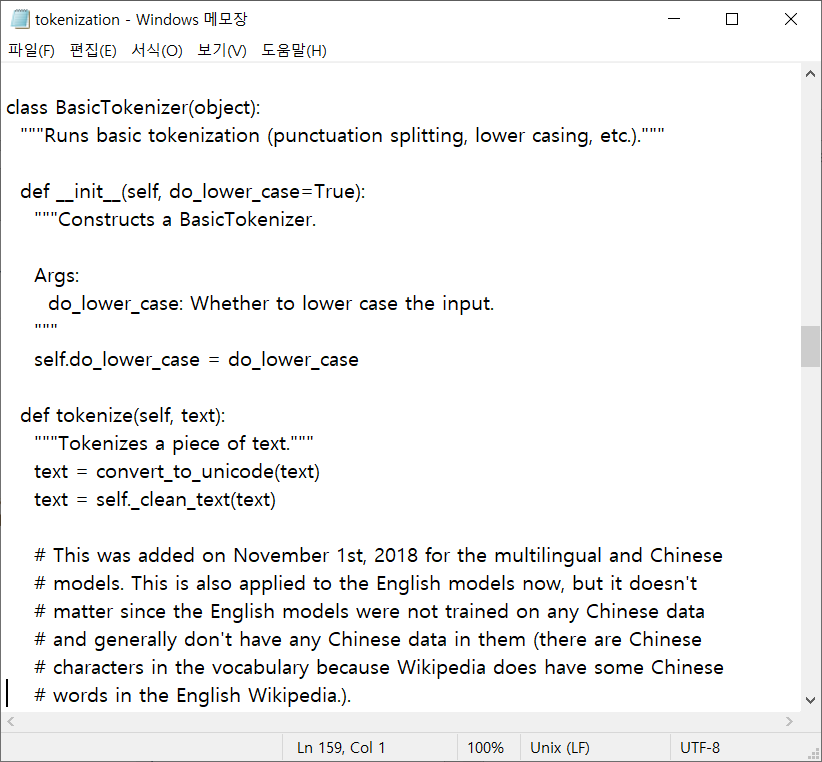 tokenization - Windows 메모장
파일(F) 편집(E) 서식(O) 보기(V) 도움말(H)
class BasicTokenizer(object):
"""Runs basic tokenization (punctuation splitting, lower casing, etc.)."""
def __init__(self, do_lower_case=True):
"""Constructs a BasicTokenizer.
Args:
do_lower_case: Whether to lower case the input.
"""
self.do_lower_case = do_lower_case
def tokenize(self, text):
"""Tokenizes a piece of text."""
text = convert_to_unicode(text)
text = self._clean_text(text)
# This was added on November 1st, 2018 for the multilingual and Chinese
# models. This is also applied to the English models now, but it doesn't
# matter since the English models were not trained on any Chinese data
# and generally don't have any Chinese data in them (there are Chinese
# characters in the vocabulary because Wikipedia does have some Chinese
# words in the English Wikipedia.).
Ln 159, Col 1 100% Unix (LF) UTF-8